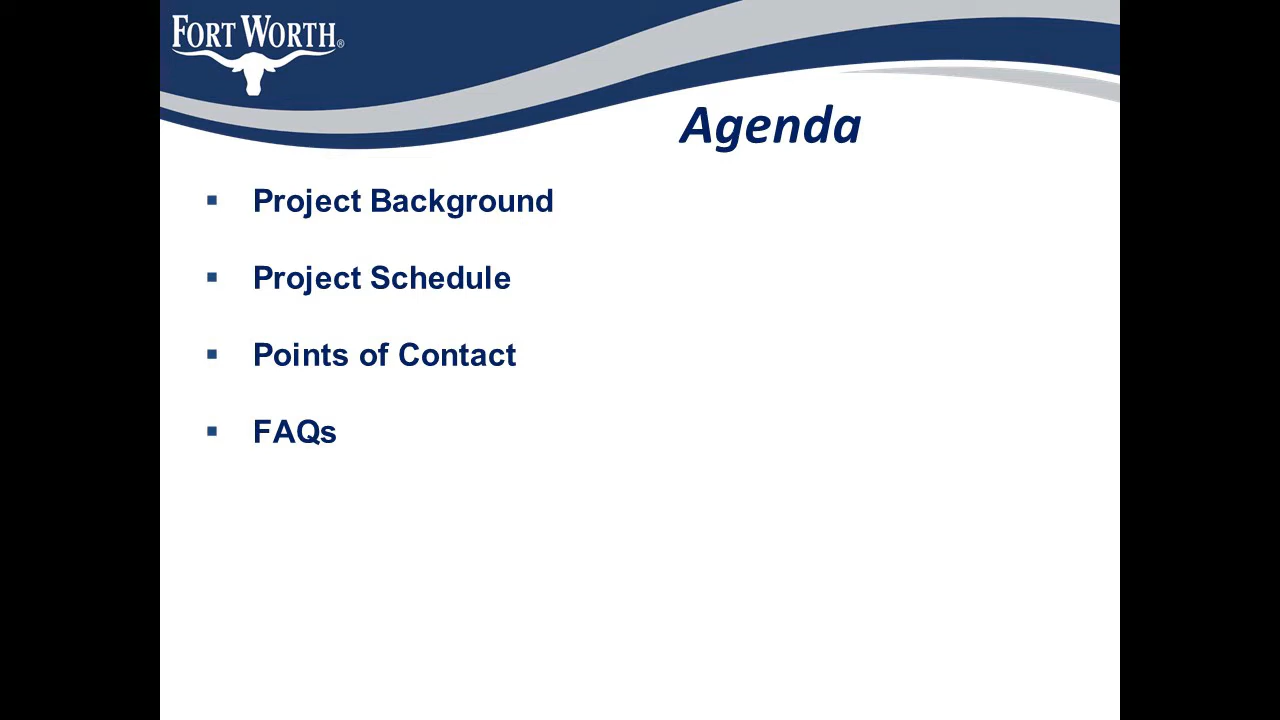 FORT WORTH®
Agenda
▪ Project Background
▪ Project Schedule
▪ Points of Contact
▪ FAQs